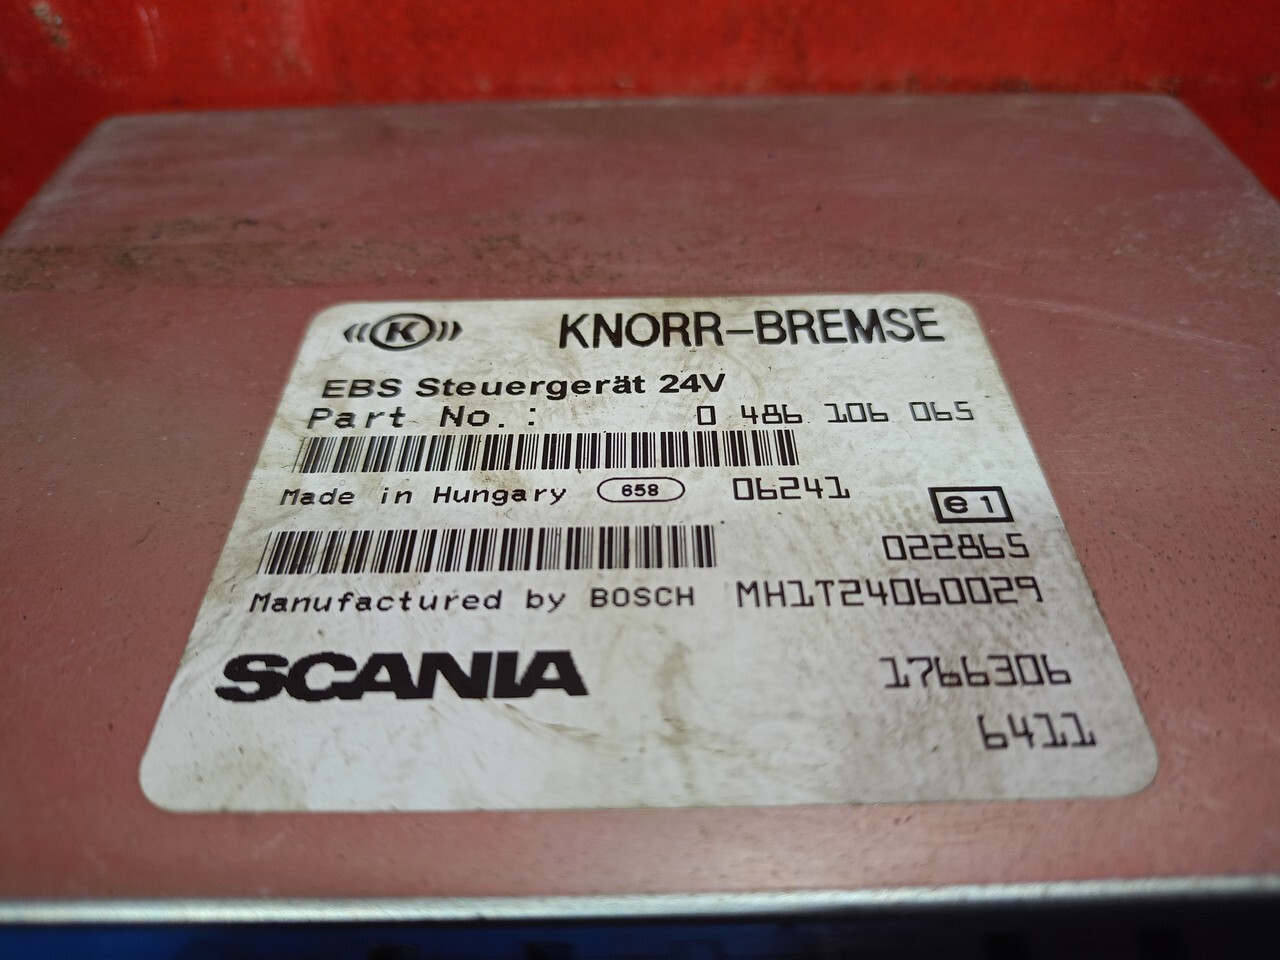 K KNORR-BREMSE
EBS Steuergerät 24V
Part No.: 0 486 106 065
Made in Hungary 658 06241
e1
022865
Manufactured by BOSCH MH1T24060029
SCANIA 1766306
6411